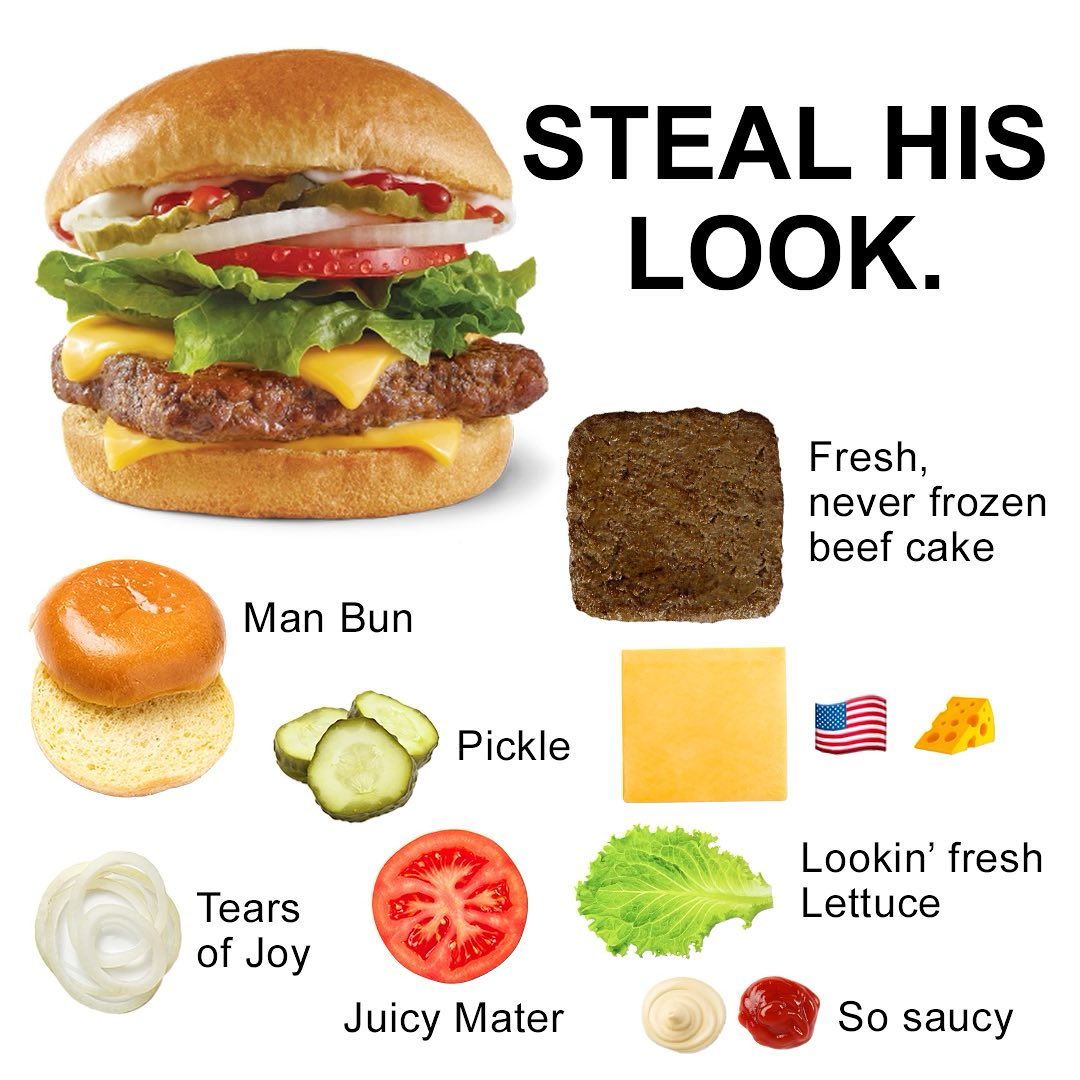 STEAL HIS
LOOK.
Fresh,
never frozen
beef cake
Man Bun
Pickle
Lookin’ fresh
Lettuce
Tears
of Joy
Juicy Mater
So saucy